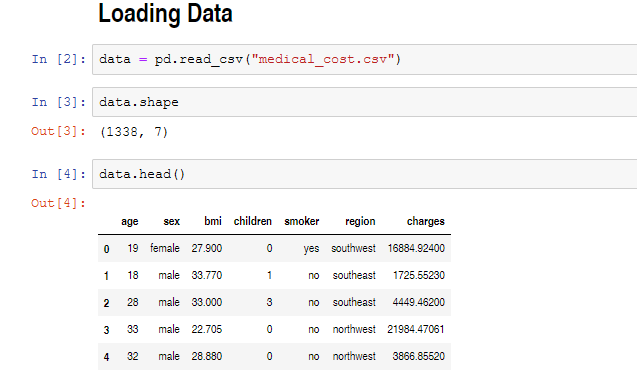 Loading Data
In [2]: data = pd.read_csv("medical_cost.csv")
In [3]: data.shape
Out[3]: (1338, 7)
In [4]: data.head()
Out[4]:
age sex bmi children smoker region charges
0 19 female 27.900 0 yes southwest 16884.92400
1 18 male 33.770 1 no southeast 1725.55230
2 28 male 33.000 3 no southeast 4449.46200
3 33 male 22.705 0 no northwest 21984.47061
4 32 male 28.880 0 no northwest 3866.85520